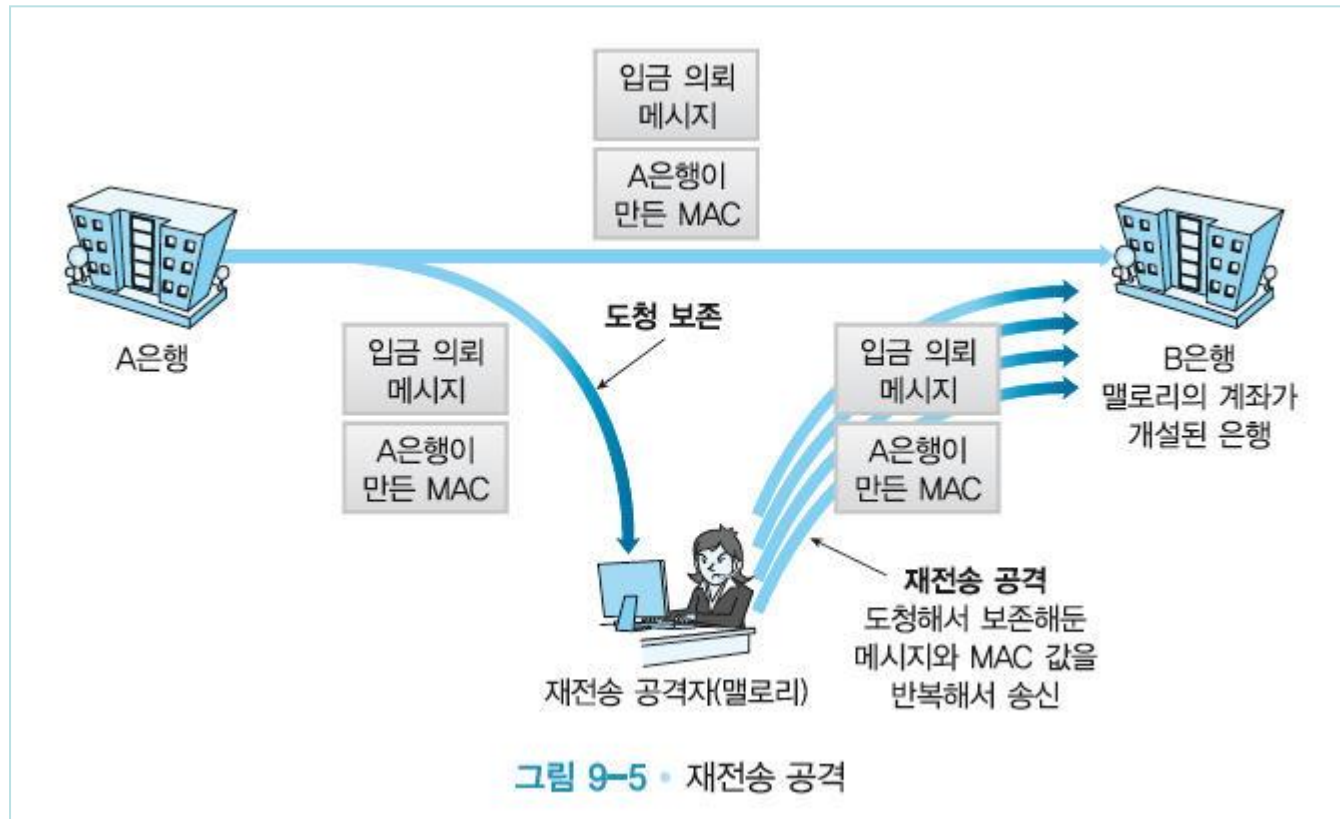 입금 의뢰
메시지
A은행이
만든 MAC
A은행
도청 보존
입금 의뢰
메시지
A은행이
만든 MAC
입금 의뢰
메시지
A은행이
만든 MAC
B은행
맬로리의 계좌가
개설된 은행
재전송 공격
도청해서 보존해둔
메시지와 MAC 값을
반복해서 송신
재전송 공격자(맬로리)
그림 9-5 • 재전송 공격